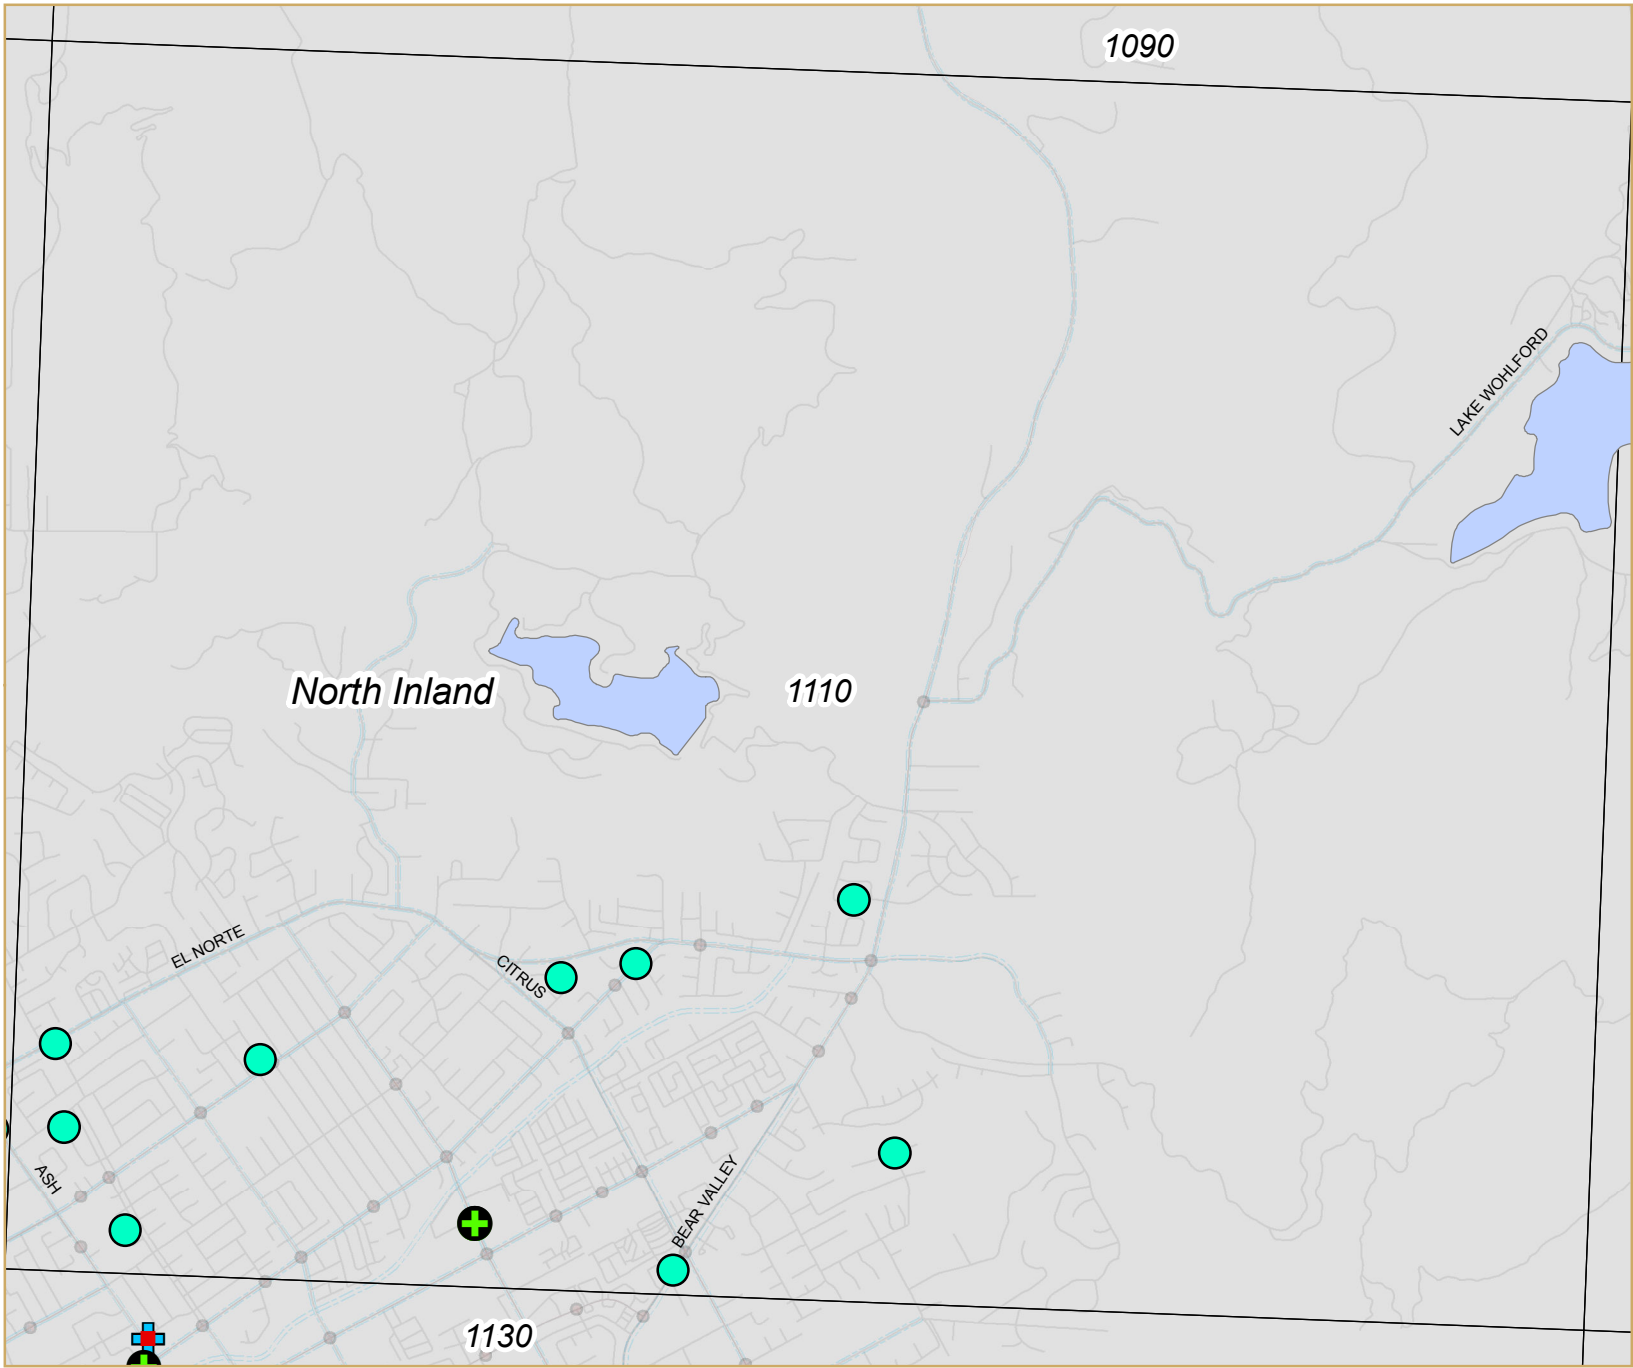 1090
LAKE WOHLFORD
North Inland
1110
EL NORTE
CITRUS
ASH
BEAR VALLEY
1130